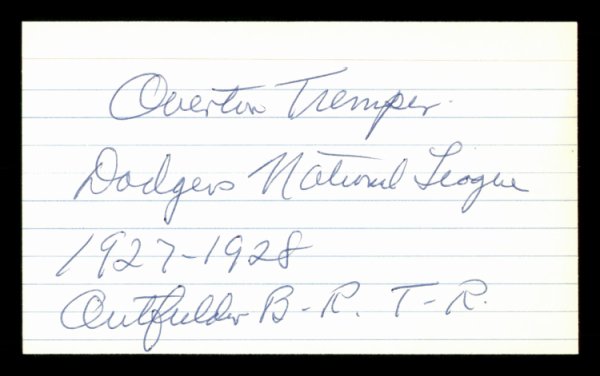 Overton Tremper.
Dodgers National League
1927-1928
Outfielder B-R. T-R.